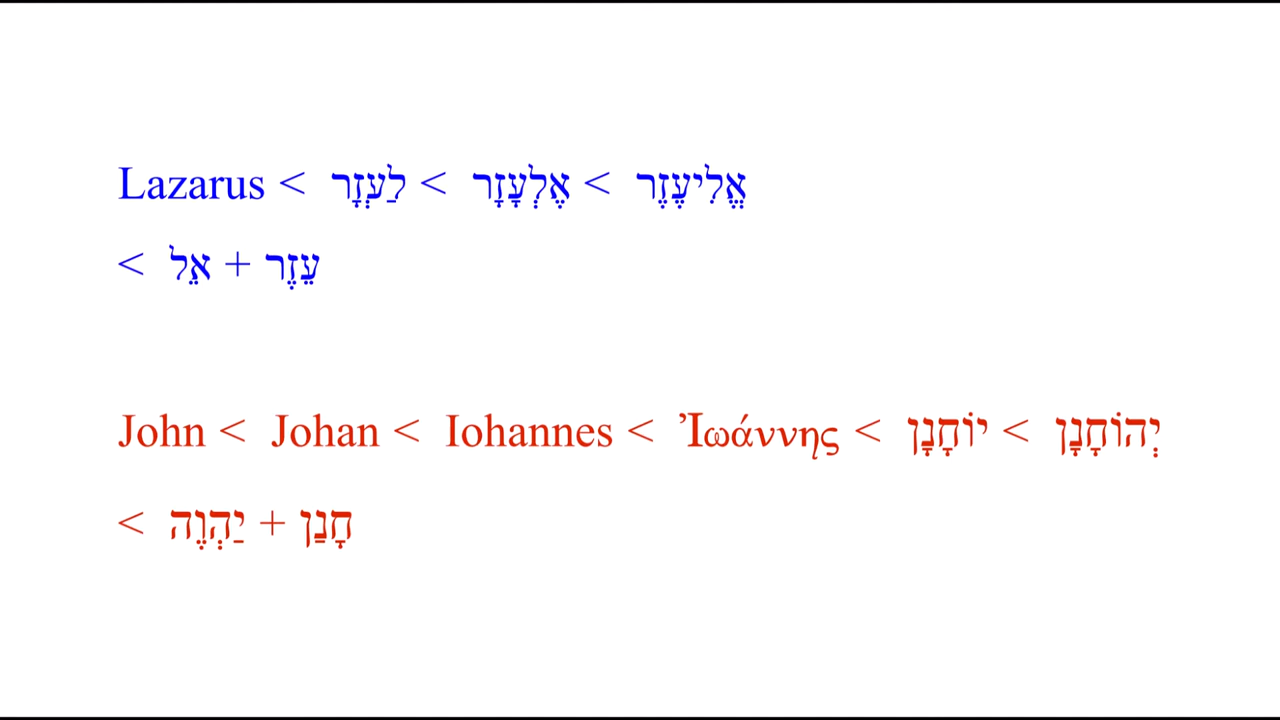 Lazarus < לַעְזָר < אֶלְעָזָר < אֱלִיעֶזֶר
< אֵל + עֵזֶר
John < Johan < Iohannes < Ἰωάννης < יוֹחָנָן < יְהוֹחָנָן
< יַהְוֶה + חָנַן